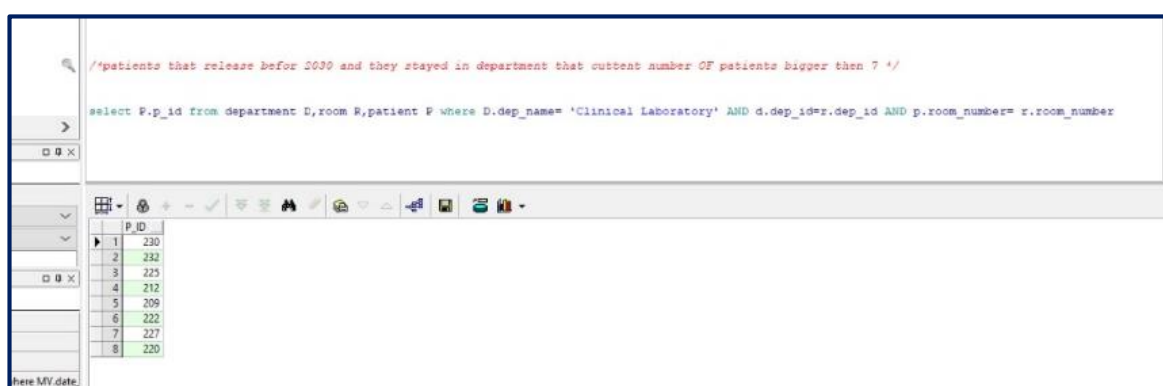 /*patients that release befor 2030 and they stayed in department that cuttent number OF patients bigger then 7 */
select P.p_id from department D,room R,patient P where D.dep_name= 'Clinical Laboratory' AND d.dep_id=r.dep_id AND p.room_number= r.room_number
P_ID
1 230
2 232
3 225
4 212
5 209
6 222
7 227
8 220
here MV.date